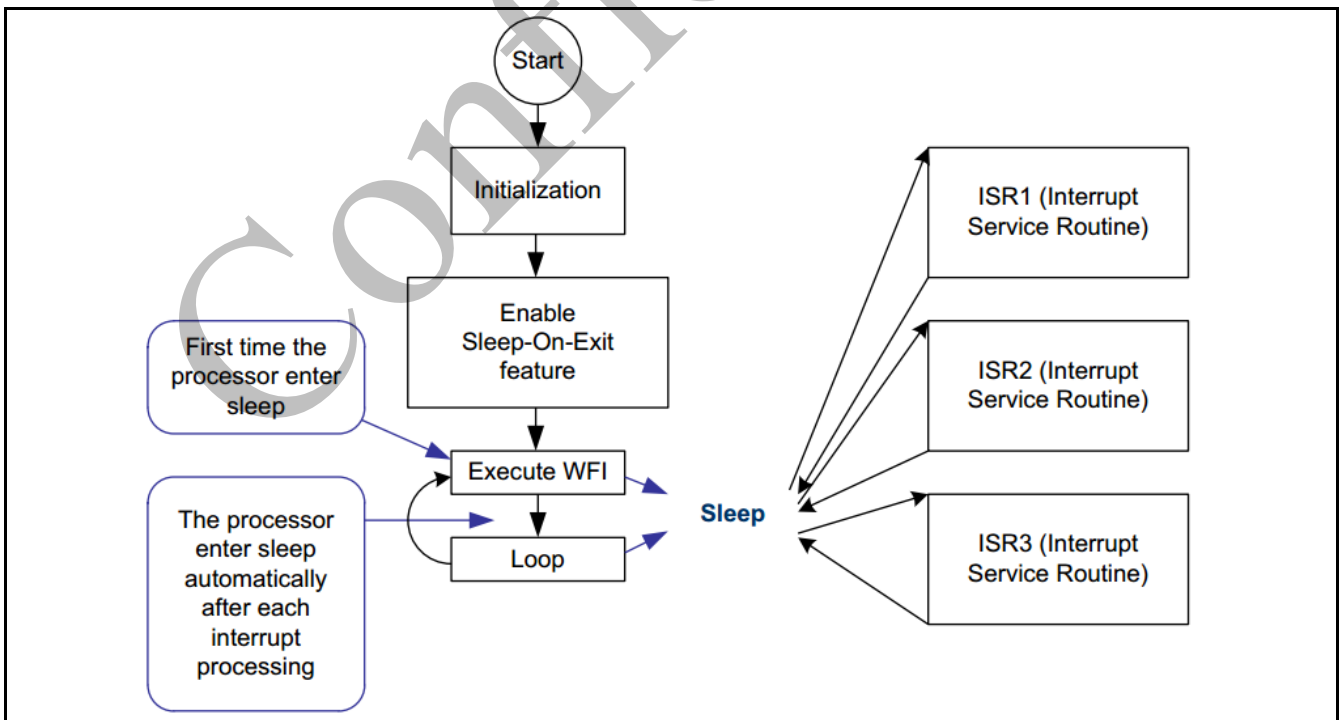 Start
Initialization
Enable
Sleep-On-Exit
feature
First time the
processor enter
sleep
Execute WFI
The processor
enter sleep
automatically
after each
interrupt
processing
Loop
Sleep
ISR1 (Interrupt
Service Routine)
ISR2 (Interrupt
Service Routine)
ISR3 (Interrupt
Service Routine)